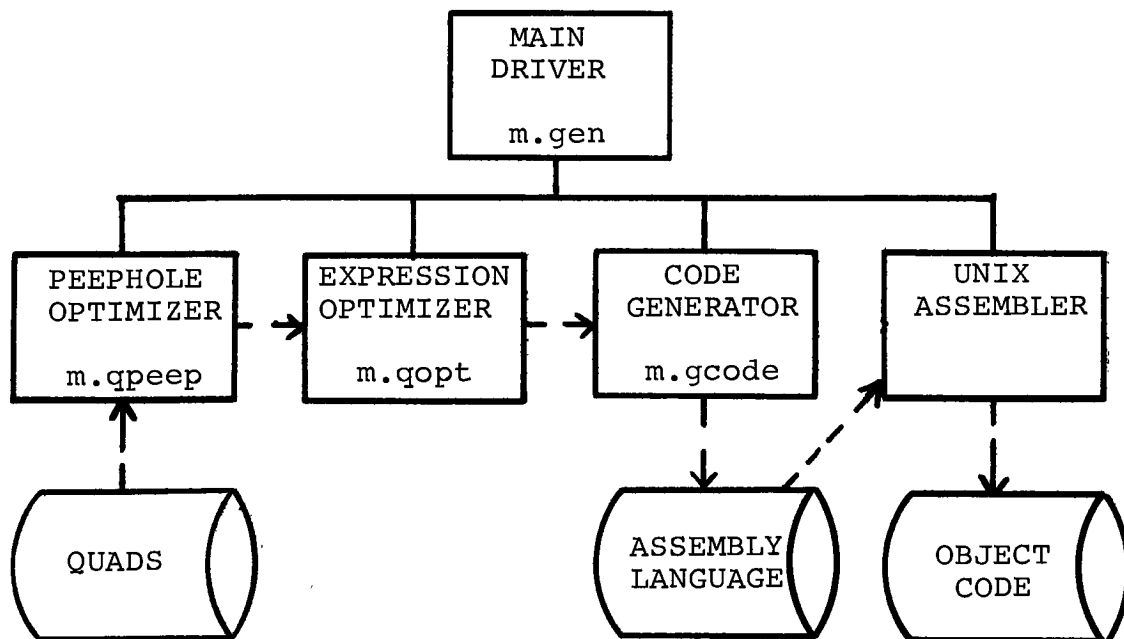 MAIN
DRIVER
m.gen
PEEPHOLE
OPTIMIZER
m.qpeep
EXPRESSION
OPTIMIZER
m.qopt
CODE
GENERATOR
m.gcode
UNIX
ASSEMBLER
QUADS
ASSEMBLY
LANGUAGE
OBJECT
CODE